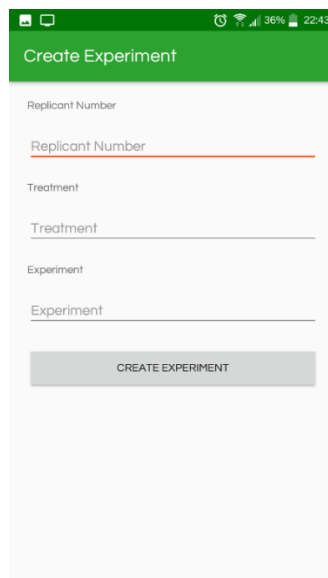 36% 22:43
Create Experiment
Replicant Number
Replicant Number
Treatment
Treatment
Experiment
Experiment
CREATE EXPERIMENT